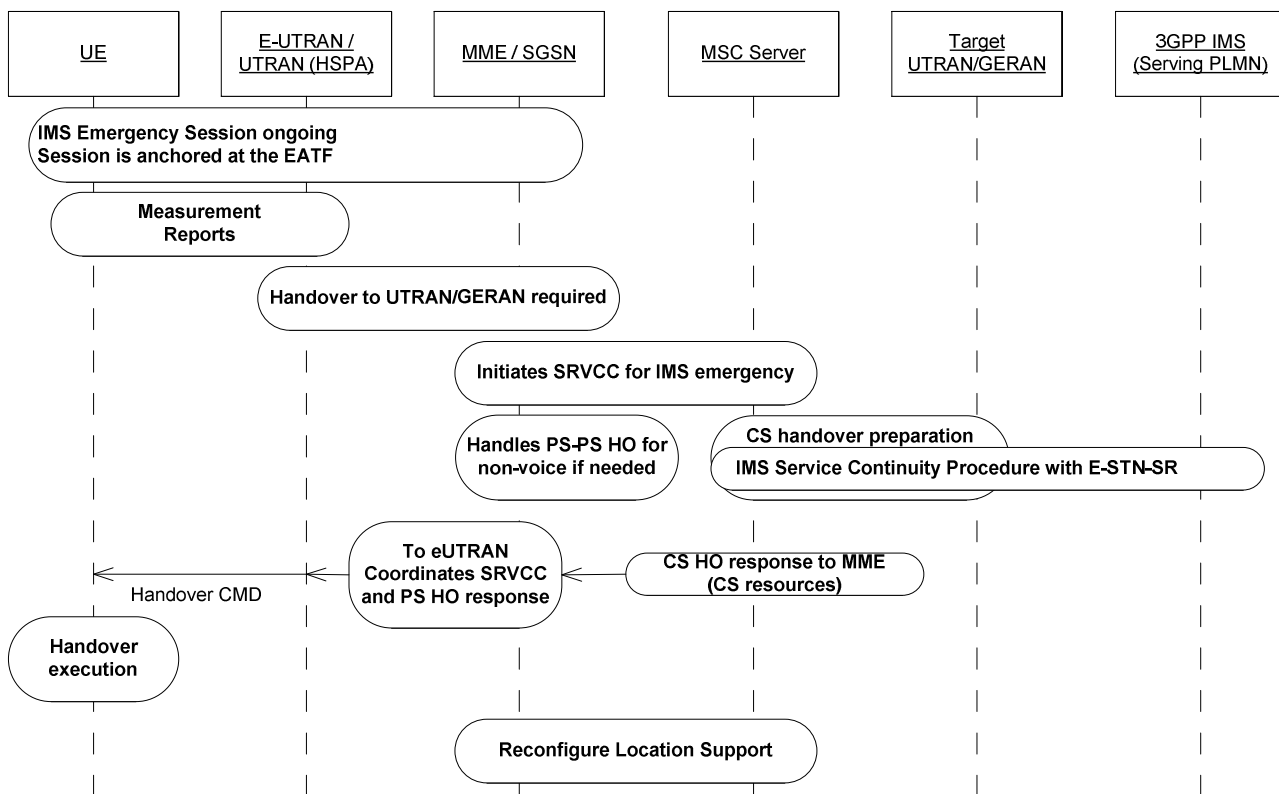 UE
E-UTRAN /
UTRAN (HSPA)
MME / SGSN
MSC Server
Target
UTRAN/GERAN
3GPP IMS
(Serving PLMN)
IMS Emergency Session ongoing
Session is anchored at the EATF
Measurement
Reports
Handover to UTRAN/GERAN required
Initiates SRVCC for IMS emergency
Handles PS-PS HO for
non-voice if needed
CS handover preparation
IMS Service Continuity Procedure with E-STN-SR
To eUTRAN
Coordinates SRVCC
and PS HO response
CS HO response to MME
(CS resources)
Handover CMD
Handover
execution
Reconfigure Location Support